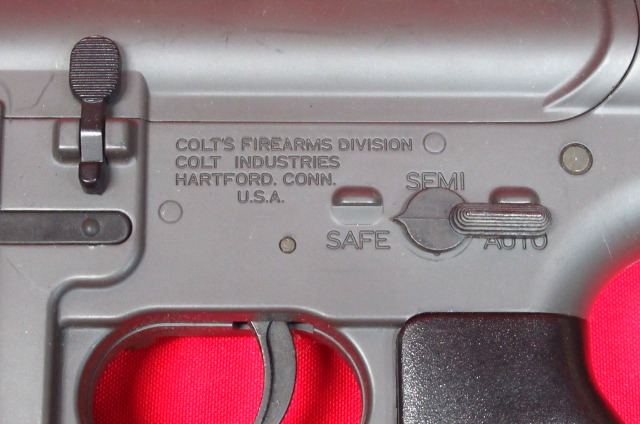 COLT'S FIREARMS DIVISION
COLT INDUSTRIES
HARTFORD. CONN.
U.S.A.
SEMI
SAFE
AUTO